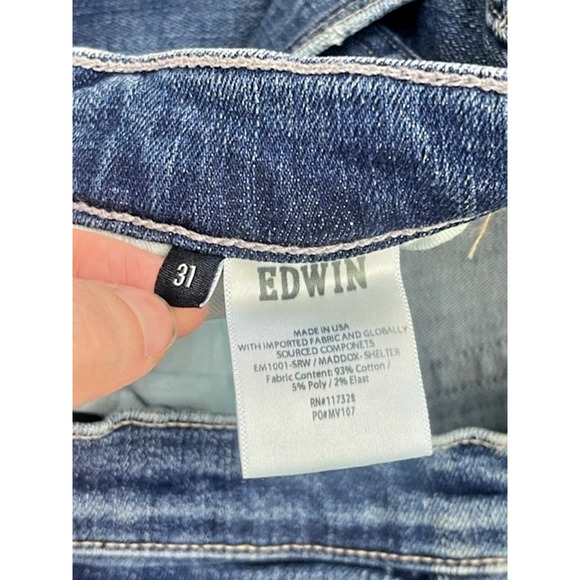 31
EDWIN
MADE IN USA
WITH IMPORTED FABRIC AND GLOBALLY
SOURCED COMPONETS
EM1001-SRW / MADDOX- SHELTER
Fabric Content: 93% Cotton /
5% Poly / 2% Elast
RN#117328
PO#MV107